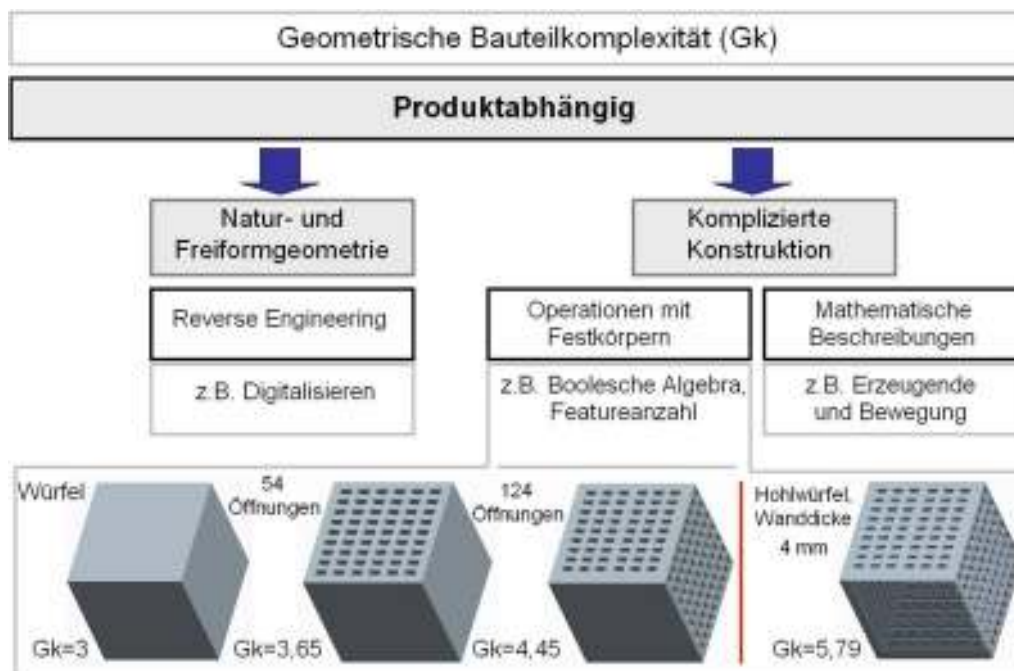 Geometrische Bauteilkomplexität (Gk)
Produktabhängig
Natur- und
Freiformgeometrie
Komplizierte
Konstruktion
Reverse Engineering
Operationen mit
Festkörpern
Mathematische
Beschreibungen
z.B. Digitalisieren
z.B. Boolesche Algebra,
Featureanzahl
z.B. Erzeugende
und Bewegung
Würfel
54
Öffnungen
124
Öffnungen
Hohlwürfel,
Wanddicke
4 mm
Gk=3
Gk=3,65
Gk=4,45
Gk=5,79